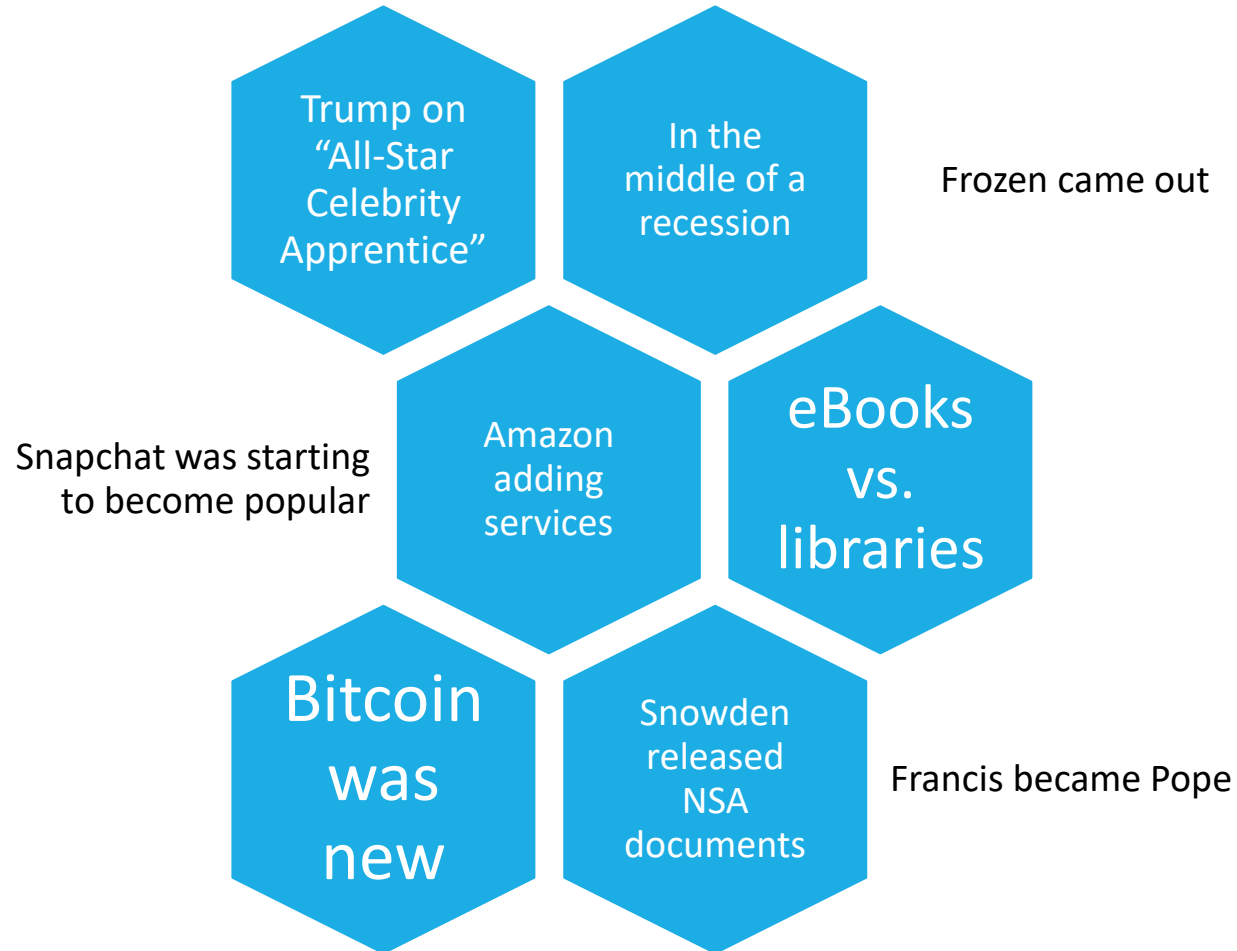 Trump on
“All-Star
Celebrity
Apprentice”
In the
middle of a
recession
Frozen came out
Snapchat was starting
to become popular
Amazon
adding
services
eBooks
vs.
libraries
Bitcoin
was
new
Snowden
released
NSA
documents
Francis became Pope